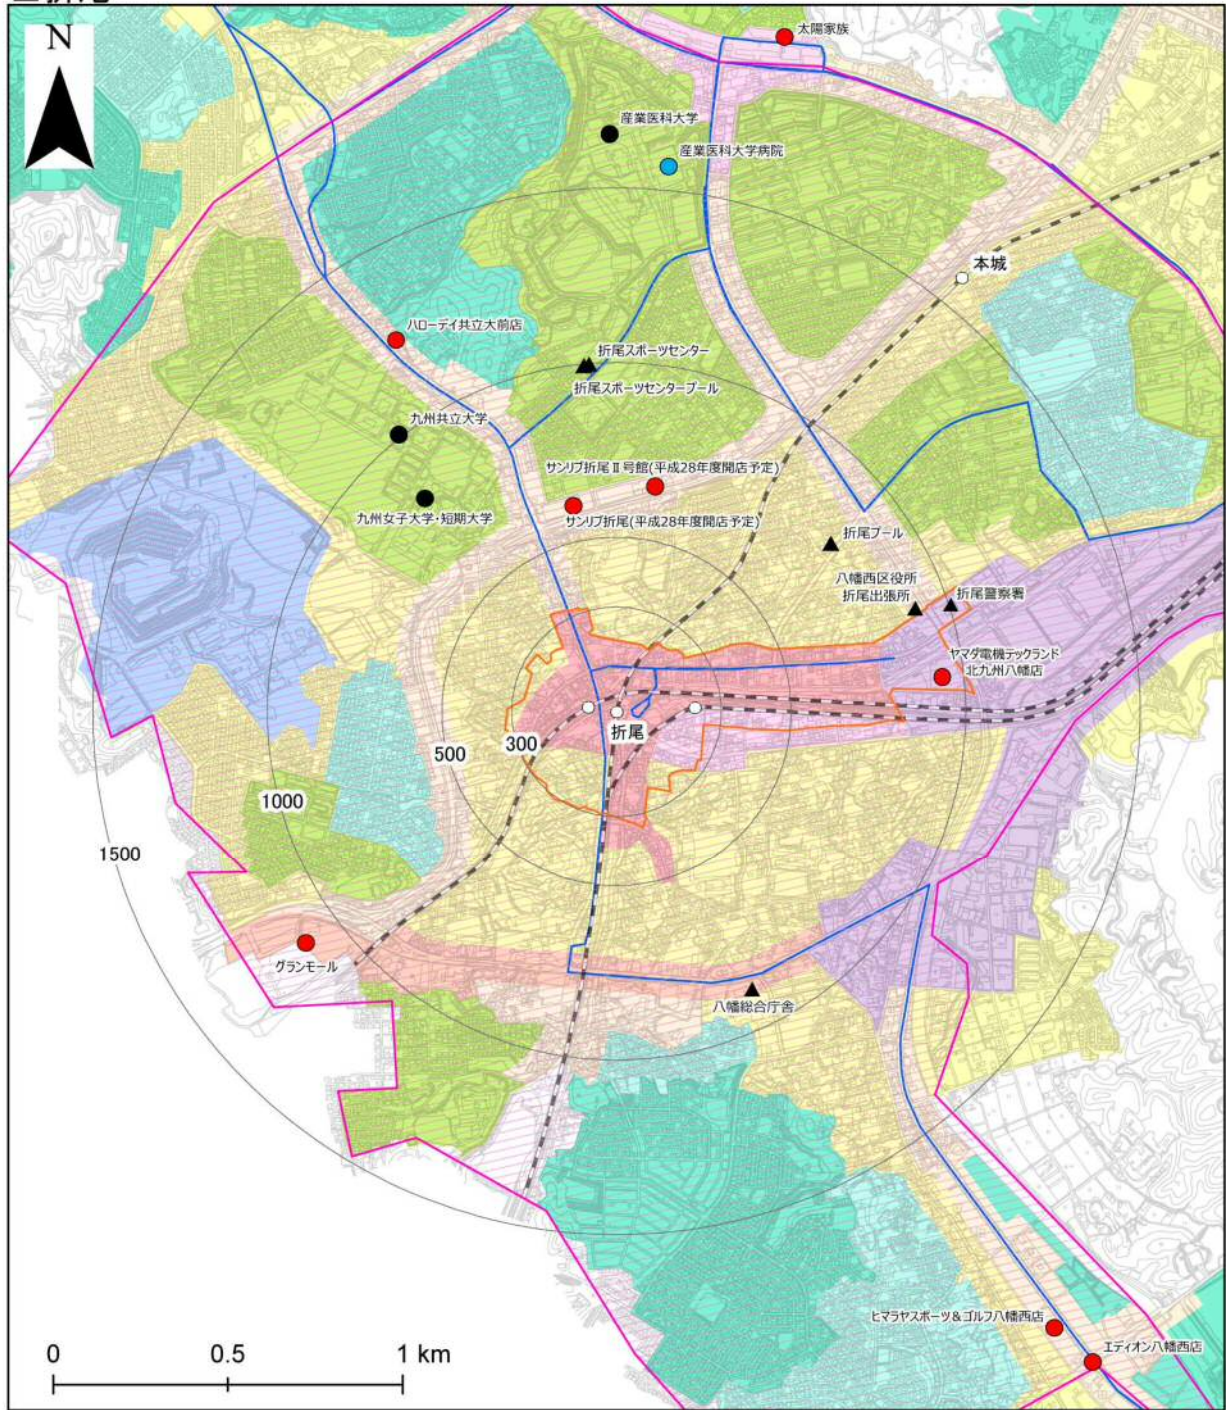 N
太陽家族
産業医科大学
産業医科大学病院
本城
ハローデイ共立大前店
折尾スポーツセンター
折尾スポーツセンタープール
九州共立大学
サンリブ折尾Ⅱ号館(平成28年度開店予定)
九州女子大学・短期大学
サンリブ折尾(平成28年度開店予定)
折尾プール
八幡西区役所
折尾出張所
折尾警察署
ヤマダ電機テックランド
北九州八幡店
折尾
300
500
1000
1500
グランモール
八幡総合庁舎
ヒマラヤスポーツ&ゴルフ八幡西店
エディオン八幡西店
0 0.5 1 km